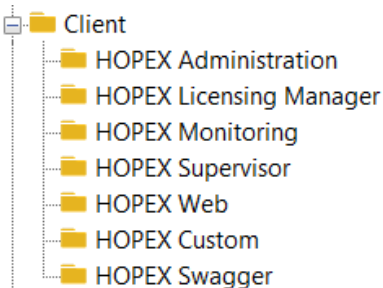 Client
HOPEX Administration
HOPEX Licensing Manager
HOPEX Monitoring
HOPEX Supervisor
HOPEX Web
HOPEX Custom
HOPEX Swagger